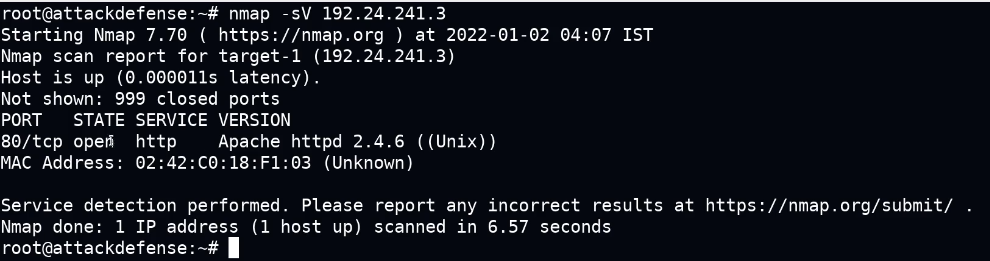 root@attackdefense:~# nmap -sV 192.24.241.3
Starting Nmap 7.70 ( https://nmap.org ) at 2022-01-02 04:07 IST
Nmap scan report for target-1 (192.24.241.3)
Host is up (0.000011s latency).
Not shown: 999 closed ports
PORT   STATE SERVICE VERSION
80/tcp open  http    Apache httpd 2.4.6 ((Unix))
MAC Address: 02:42:C0:18:F1:03 (Unknown)
Service detection performed. Please report any incorrect results at https://nmap.org/submit/ .
Nmap done: 1 IP address (1 host up) scanned in 6.57 seconds
root@attackdefense:~#